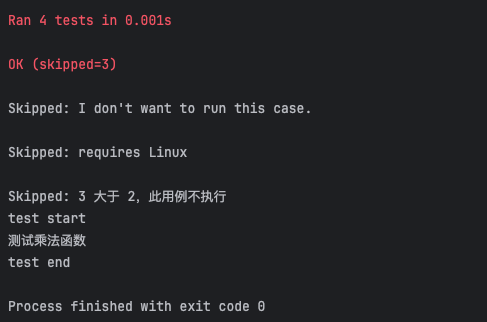 Ran 4 tests in 0.001s
OK (skipped=3)
Skipped: I don't want to run this case.
Skipped: requires Linux
Skipped: 3 大于 2，此用例不执行
test start
测试乘法函数
test end
Process finished with exit code 0